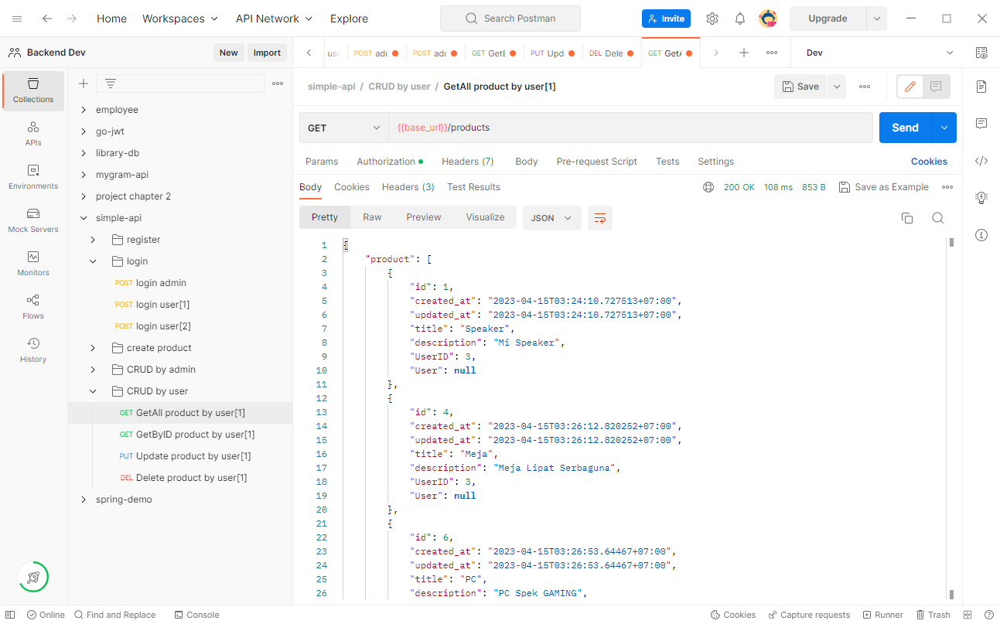 Home Workspaces API Network Explore Search Postman Invite Upgrade
Backend Dev New Import use POST adc POST adc GET GetE PUT Upd DEL Dele GET GetA Dev
Collections
APIs
Environments
Mock Servers
Monitors
Flows
History
employee
go-jwt
library-db
mygram-api
project chapter 2
simple-api
register
login
POST login admin
POST login user[1]
POST login user[2]
create product
CRUD by admin
CRUD by user
GET GetAll product by user[1]
GET GetByID product by user[1]
PUT Update product by user[1]
DEL Delete product by user[1]
spring-demo
simple-api / CRUD by user / GetAll product by user[1] Save
GET {{base_url}}/products Send
Params Authorization Headers (7) Body Pre-request Script Tests Settings Cookies
Body Cookies Headers (3) Test Results 200 OK 108 ms 853 B Save as Example
Pretty Raw Preview Visualize JSON
1 {
2 "product": [
3 {
4 "id": 1,
5 "created_at": "2023-04-15T03:24:10.727513+07:00",
6 "updated_at": "2023-04-15T03:24:10.727513+07:00",
7 "title": "Speaker",
8 "description": "Mi Speaker",
9 "UserID": 3,
10 "User": null
11 },
12 {
13 "id": 4,
14 "created_at": "2023-04-15T03:26:12.820252+07:00",
15 "updated_at": "2023-04-15T03:26:12.820252+07:00",
16 "title": "Meja",
17 "description": "Meja Lipat Serbaguna",
18 "UserID": 3,
19 "User": null
20 },
21 {
22 "id": 6,
23 "created_at": "2023-04-15T03:26:53.64467+07:00",
24 "updated_at": "2023-04-15T03:26:53.64467+07:00",
25 "title": "PC",
26 "description": "PC Spek GAMING",
Online Find and Replace Console Cookies Capture requests Runner Trash